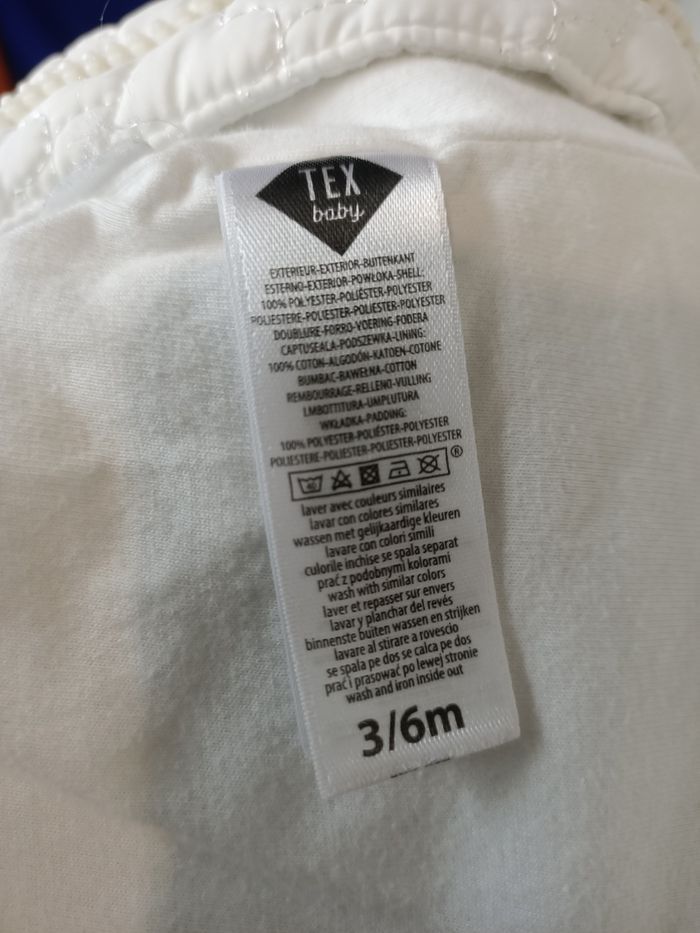 TEX
baby
EXTERIEUR-EXTERIOR-BUITENKANT
ESTERNO-EXTERIOR-POWŁOKA-SHELL:
100% POLYESTER-POLIÉSTER-POLYESTER
POLIESTERE-POLIESTER-POLIESTER-POLYESTER
DOUBLURE-FORRO-VOERING-FODERA
CAPTUSEALA-PODSZEWKA-LINING:
100% COTON-ALGODÓN-KATOEN-COTONE
BUMBAC-BAWEŁNA-COTTON
REMBOURRAGE-RELLENO-VULLING
LMBOTTITURA-UMPLUTURA
WKŁADKA-PADDING:
100% POLYESTER-POLIÉSTER-POLYESTER
POLIESTERE-POLIESTER-POLIESTER-POLYESTER
40
®
laver avec couleurs similaires
lavar con colores similares
wassen met gelijkaardige kleuren
lavare con colori simili
culorile inchise se spala separat
prać z podobnymi kolorami
wash with similar colors
laver et repasser sur envers
lavar y planchar del revés
binnenste buiten wassen en strijken
lavare al stirare a rovescio
se spala pe dos se calca pe dos
prać i prasować po lewej stronie
wash and iron inside out
3/6m